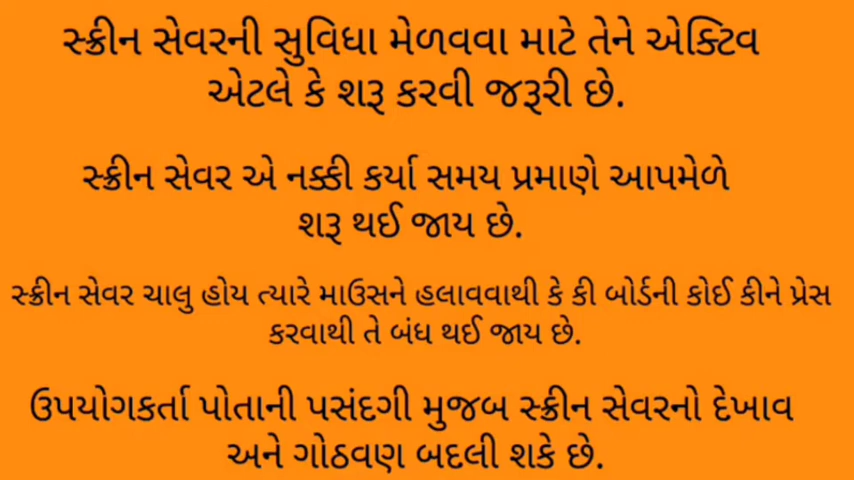 સ્ક્રીન સેવરની સુવિધા મેળવવા માટે તેને એક્ટિવ
એટલે કે શરૂ કરવી જરૂરી છે.
સ્ક્રીન સેવર એ નક્કી કર્યા સમય પ્રમાણે આપમેળે
શરૂ થઈ જાય છે.
સ્ક્રીન સેવર ચાલુ હોય ત્યારે માઉસને હલાવવાથી કે કી બોર્ડની કોઈ કીને પ્રેસ
કરવાથી તે બંધ થઈ જાય છે.
ઉપયોગકર્તા પોતાની પસંદગી મુજબ સ્ક્રીન સેવરનો દેખાવ
અને ગોઠવણ બદલી શકે છે.